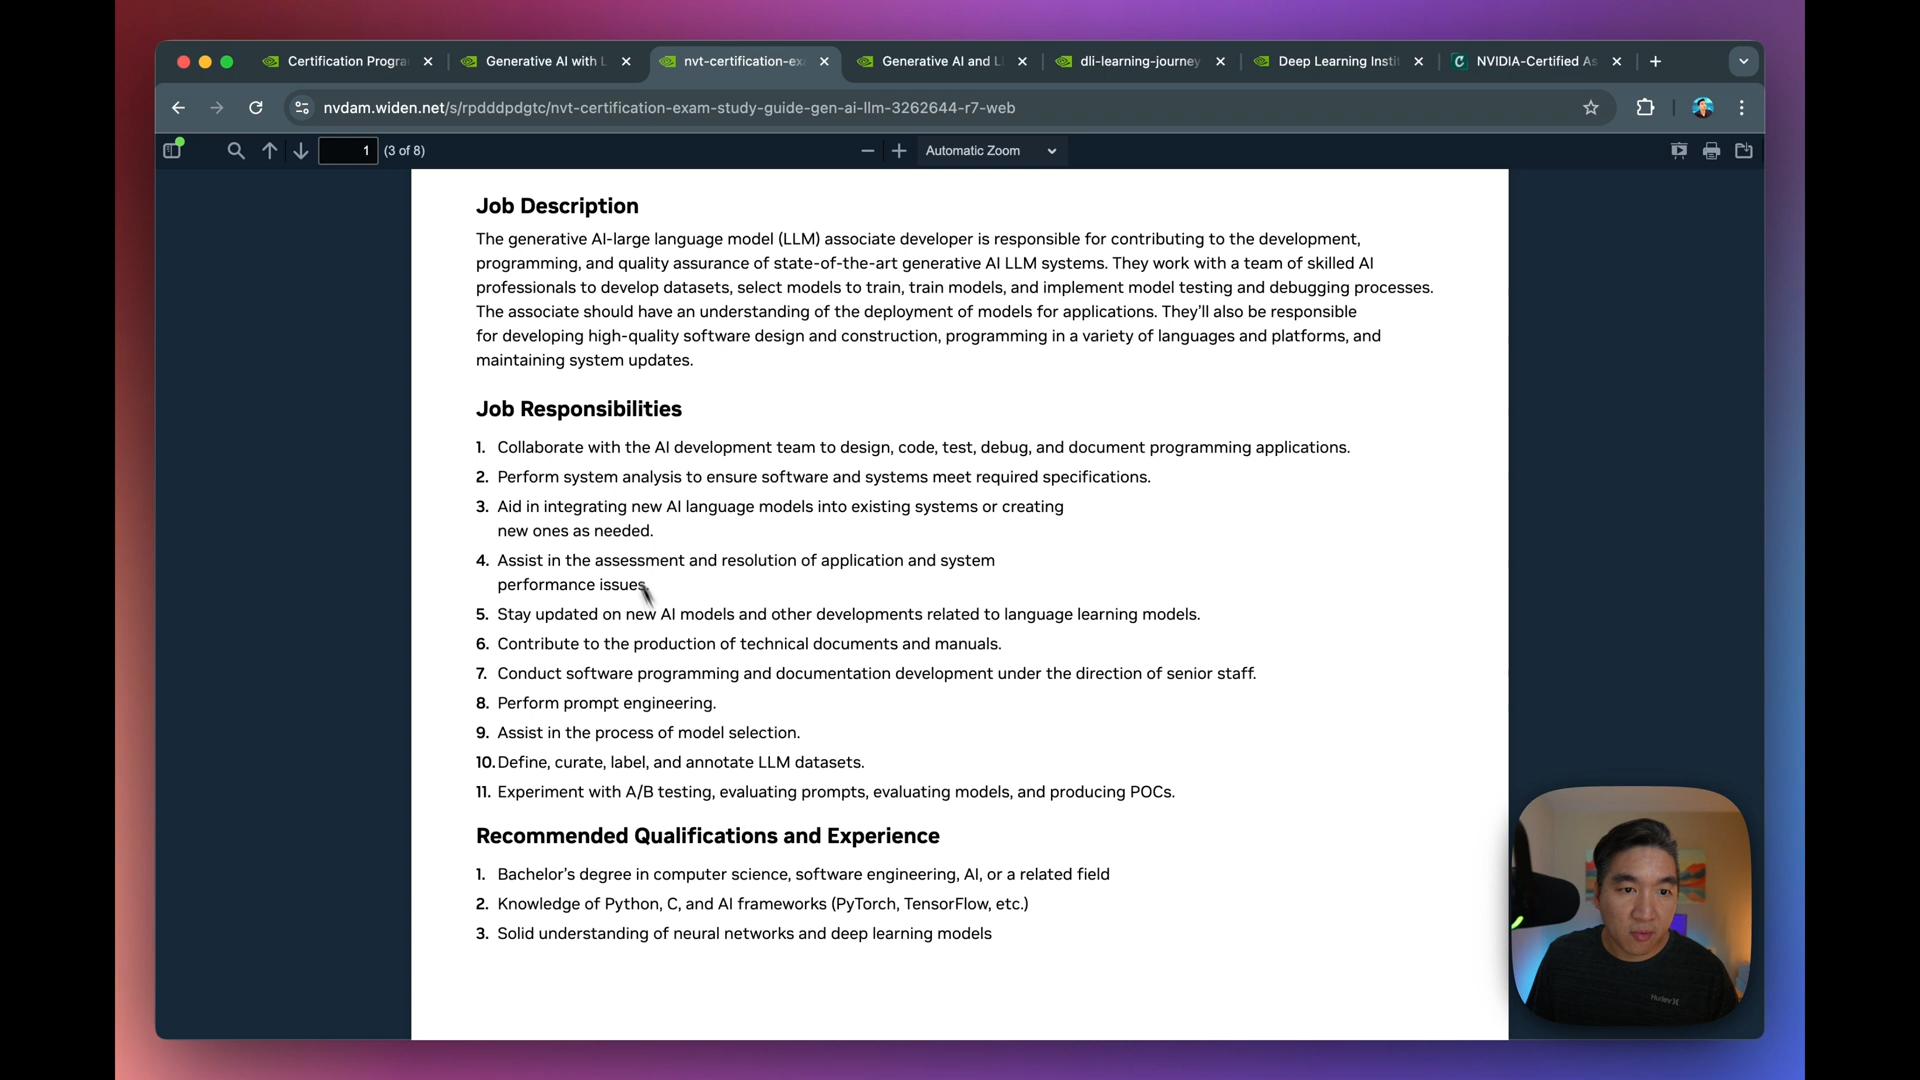 Certification Progra
Generative AI with L
nvt-certification-ex
Generative AI and L
dli-learning-journey
Deep Learning Instit
NVIDIA-Certified As
nvdam.widen.net/s/rpdddpdgtc/nvt-certification-exam-study-guide-gen-ai-llm-3262644-r7-web
1 (3 of 8)
Automatic Zoom
Job Description
The generative AI-large language model (LLM) associate developer is responsible for contributing to the development,
programming, and quality assurance of state-of-the-art generative AI LLM systems. They work with a team of skilled AI
professionals to develop datasets, select models to train, train models, and implement model testing and debugging processes.
The associate should have an understanding of the deployment of models for applications. They'll also be responsible
for developing high-quality software design and construction, programming in a variety of languages and platforms, and
maintaining system updates.
Job Responsibilities
1. Collaborate with the AI development team to design, code, test, debug, and document programming applications.
2. Perform system analysis to ensure software and systems meet required specifications.
3. Aid in integrating new AI language models into existing systems or creating
new ones as needed.
4. Assist in the assessment and resolution of application and system
performance issues.
5. Stay updated on new AI models and other developments related to language learning models.
6. Contribute to the production of technical documents and manuals.
7. Conduct software programming and documentation development under the direction of senior staff.
8. Perform prompt engineering.
9. Assist in the process of model selection.
10. Define, curate, label, and annotate LLM datasets.
11. Experiment with A/B testing, evaluating prompts, evaluating models, and producing POCs.
Recommended Qualifications and Experience
1. Bachelor's degree in computer science, software engineering, AI, or a related field
2. Knowledge of Python, C, and AI frameworks (PyTorch, TensorFlow, etc.)
3. Solid understanding of neural networks and deep learning models
Hurley